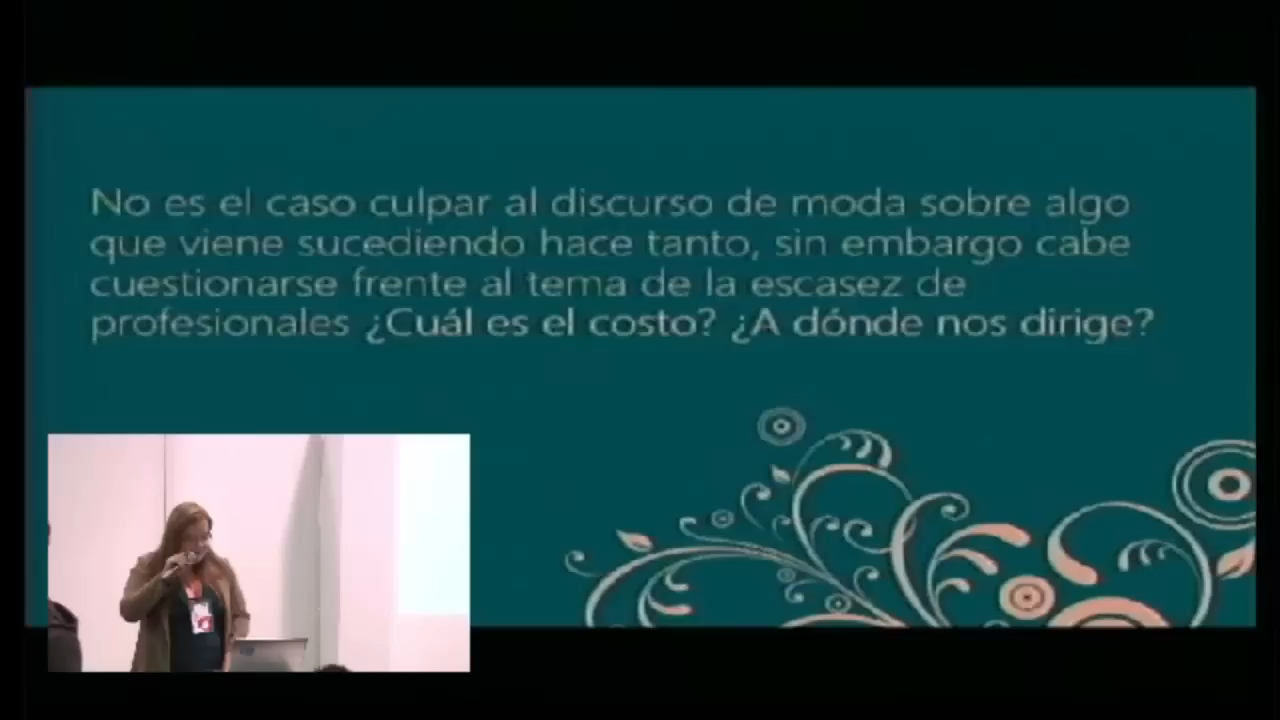 No es el caso culpar al discurso de moda sobre algo
que viene sucediendo hace tanto, sin embargo cabe
cuestionarse frente al tema de la escasez de
profesionales ¿Cuál es el costo? ¿A dónde nos dirige?